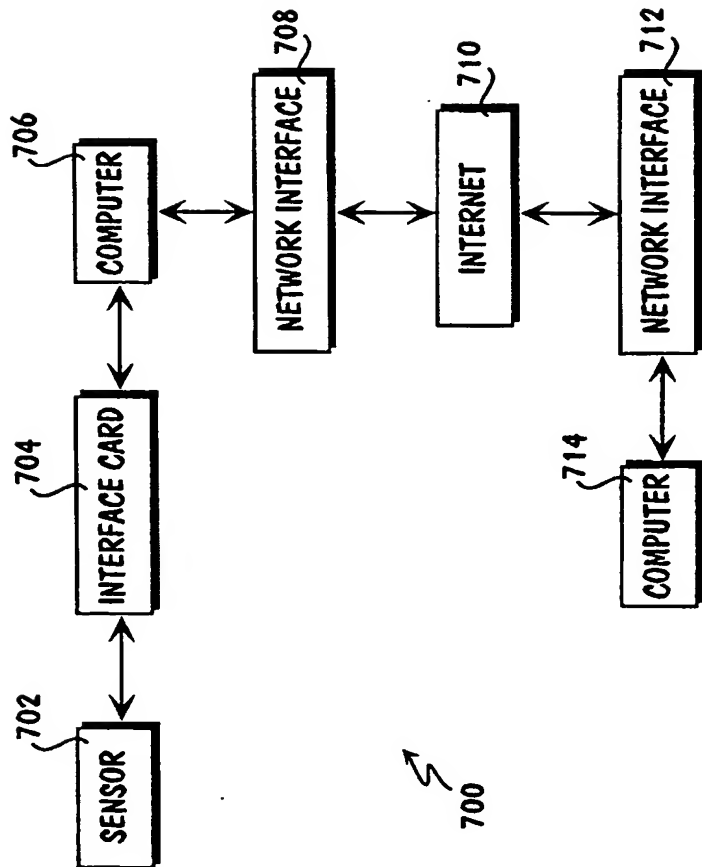 702
SENSOR
704
INTERFACE CARD
706
COMPUTER
708
NETWORK INTERFACE
710
INTERNET
712
NETWORK INTERFACE
714
COMPUTER
700